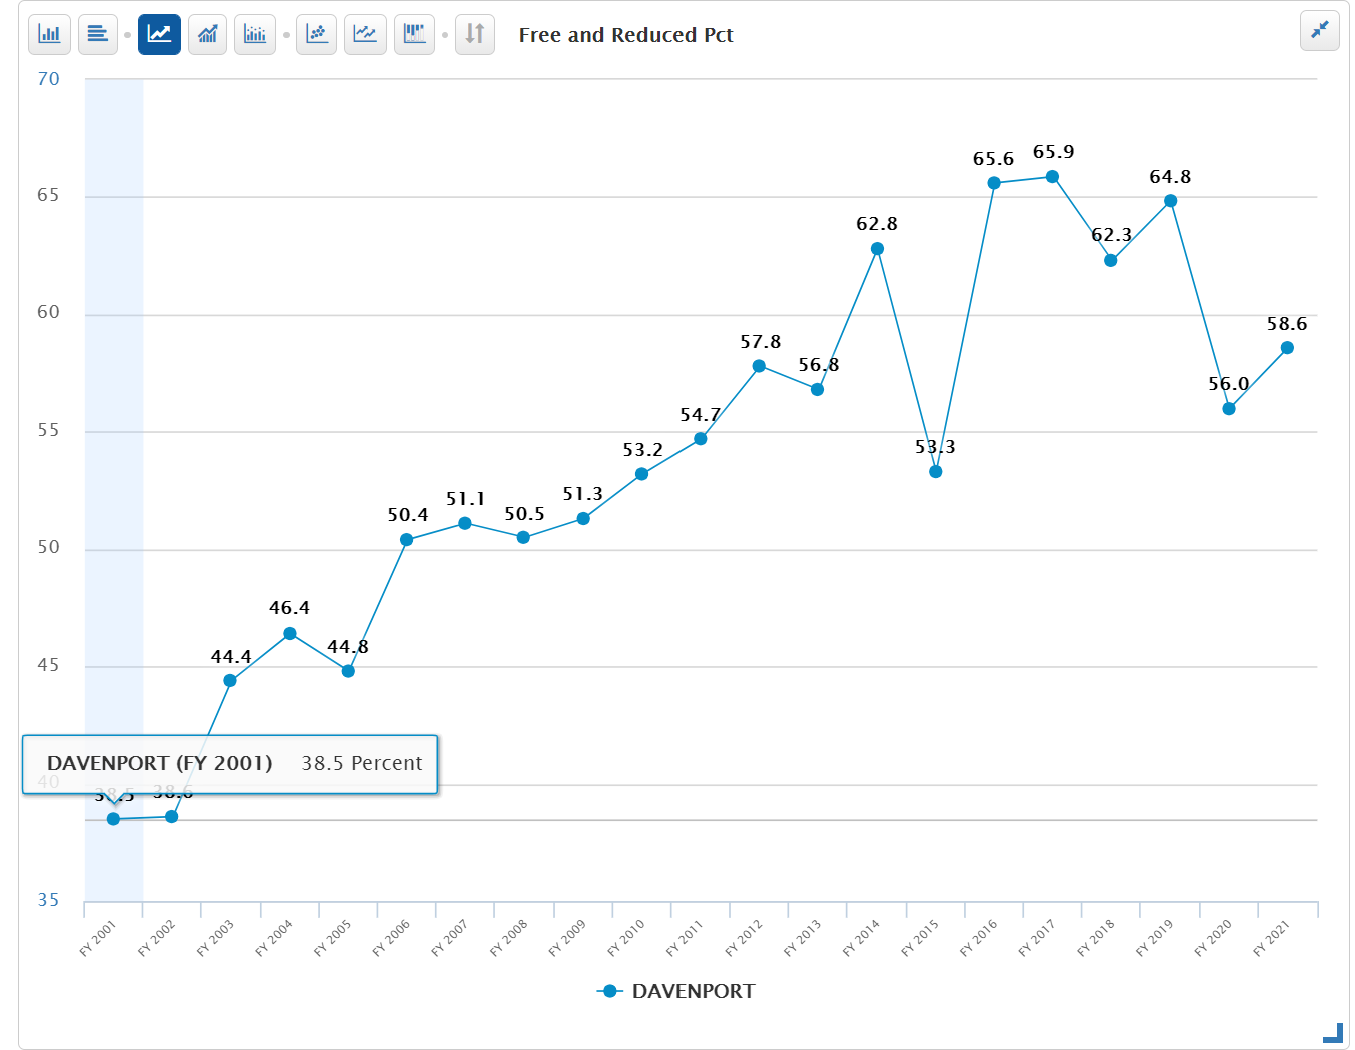 Free and Reduced Pct
70
65
60
55
50
45
40
35
38.5
38.6
44.4
46.4
44.8
50.4
51.1
50.5
51.3
53.2
54.7
57.8
56.8
62.8
53.3
65.6
65.9
62.3
64.8
56.0
58.6
DAVENPORT (FY 2001) 38.5 Percent
FY 2001
FY 2002
FY 2003
FY 2004
FY 2005
FY 2006
FY 2007
FY 2008
FY 2009
FY 2010
FY 2011
FY 2012
FY 2013
FY 2014
FY 2015
FY 2016
FY 2017
FY 2018
FY 2019
FY 2020
FY 2021
DAVENPORT